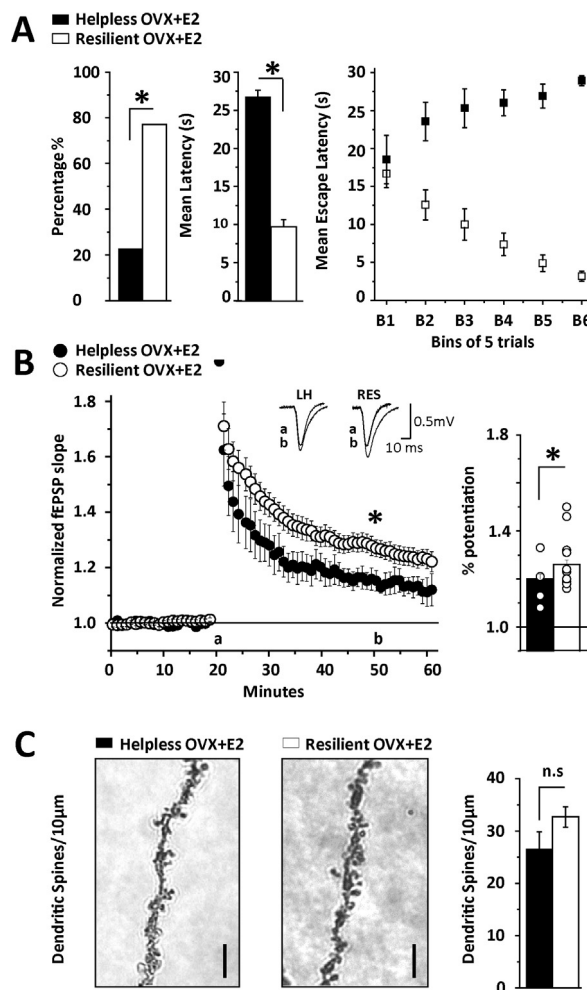 A
Helpless OVX+E2
Resilient OVX+E2
Percentage %
100
80
60
40
20
0
*
Mean Latency (s)
30
25
20
15
10
5
0
*
Mean Escape Latency (s)
30
25
20
15
10
5
0
B1 B2 B3 B4 B5 B6
Bins of 5 trials
B
Helpless OVX+E2
Resilient OVX+E2
Normalized fEPSP slope
1.8
1.6
1.4
1.2
1.0
LH RES
a
b
a
b
0.5mV
10 ms
*
a b
0 10 20 30 40 50 60
Minutes
% potentiation
1.8
1.4
1.0
*
C
Helpless OVX+E2
Resilient OVX+E2
Dendritic Spines/10µm
Dendritic Spines/10µm
40
30
20
10
0
n.s